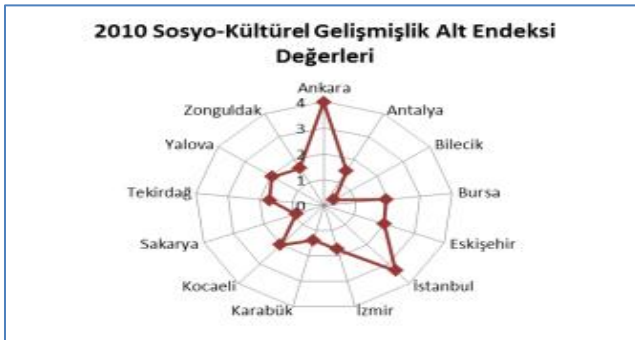 2010 Sosyo-Kültürel Gelişmişlik Alt Endeksi
Değerleri
Ankara
Zonguldak
Antalya
Yalova
Bilecik
Tekirdağ
Bursa
Sakarya
Eskişehir
Kocaeli
İstanbul
Karabük
İzmir
4
3
2
1
0